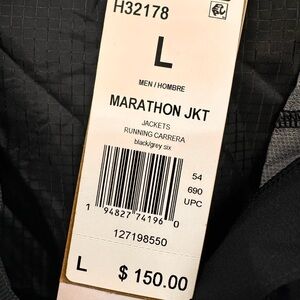 H32178
L
MEN / HOMBRE
MARATHON JKT
JACKETS
RUNNING CARRERA
black/grey six
54
690
UPC
1 94827 74196 0
127198550
L $ 150.00